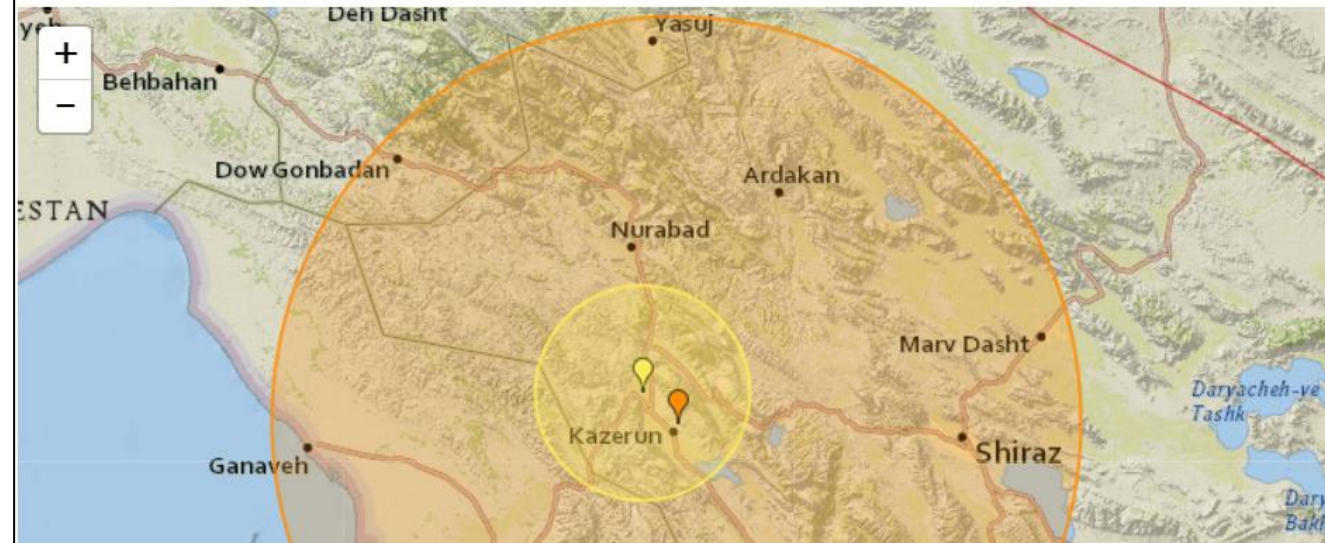 Deh Dasht
Yasuj
+
−
Behbahan
Dow Gonbadan
Ardakan
ESTAN
Nurabad
Marv Dasht
Daryacheh-ye
Tashk
Kazerun
Shiraz
Ganaveh